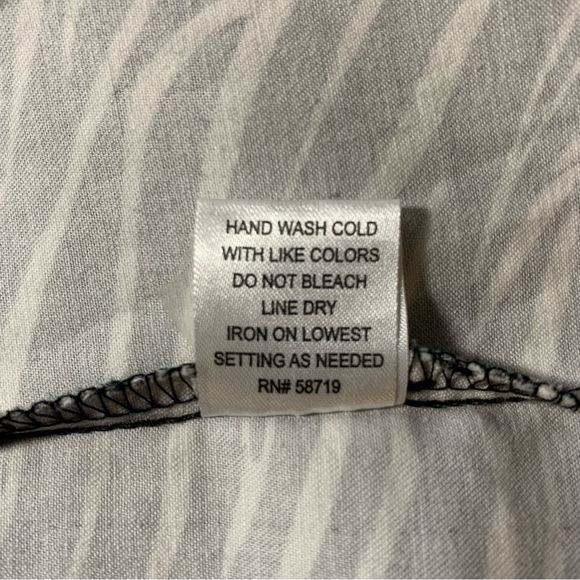 HAND WASH COLD
WITH LIKE COLORS
DO NOT BLEACH
LINE DRY
IRON ON LOWEST
SETTING AS NEEDED
RN# 58719